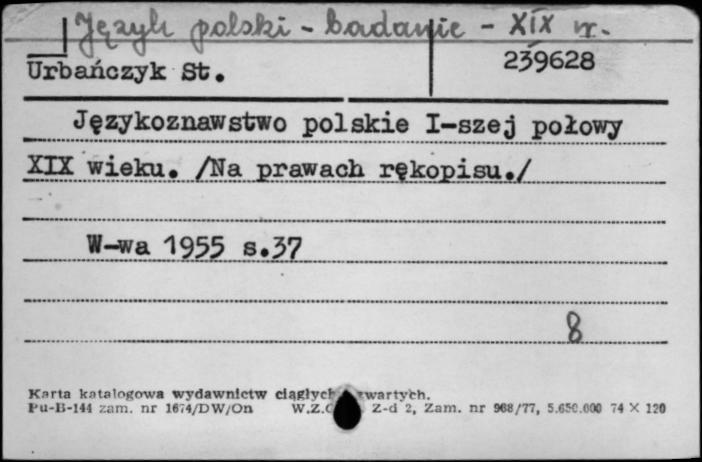 Język polski - badanie - XIX w.
Urbańczyk St.
239628
Językoznawstwo polskie I-szej połowy
XIX wieku. /Na prawach rękopisu./
W-wa 1955 s.37
8
Karta katalogowa wydawnictw ciągłych zwartych.
Pu-B-144 zam. nr 1674/DW/On W.Z.G. Z-d 2, Zam. nr 968/77, 5.650.000 74 X 120